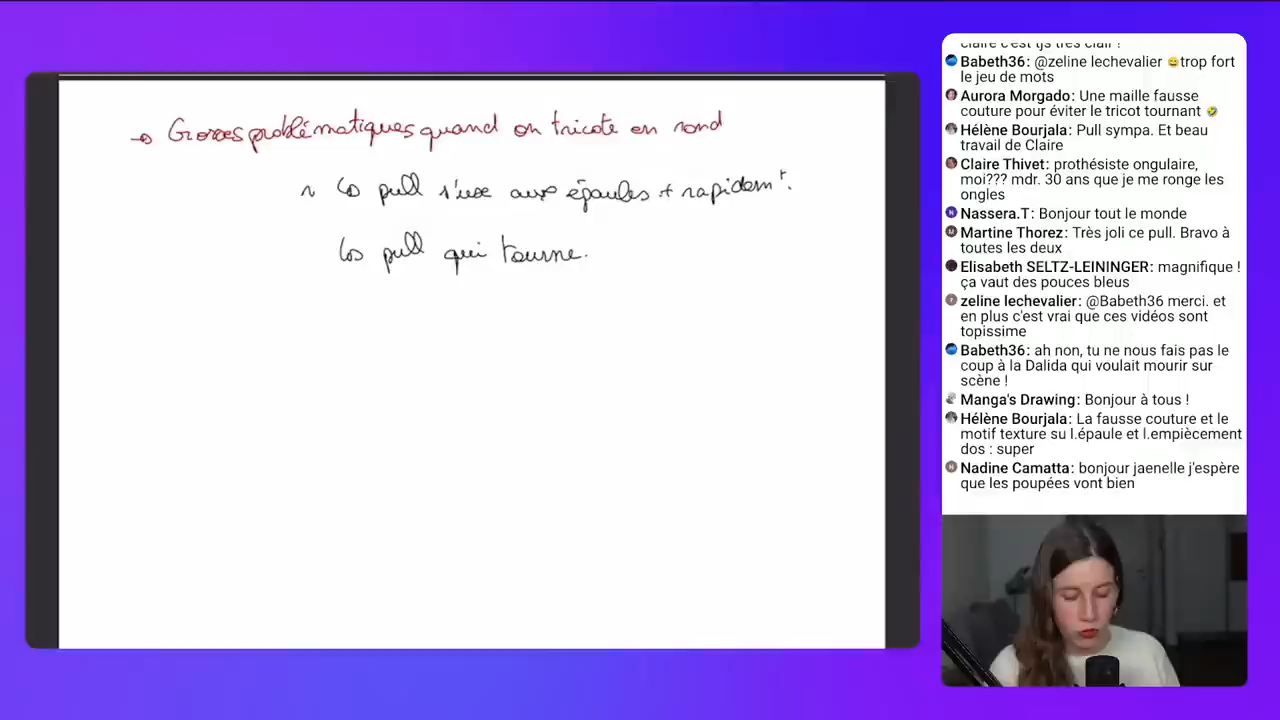 → Grosses problématiques quand on tricote en rond
↳ pull s'use aux épaules + rapidemt.
↳ pull qui tourne.
claire c'est tjs très clair !
Babeth36: @zeline lechevalier 😄trop fort
le jeu de mots
Aurora Morgado: Une maille fausse
couture pour éviter le tricot tournant 🤣
Hélène Bourjala: Pull sympa. Et beau
travail de Claire
Claire Thivet: prothésiste ongulaire,
moi??? mdr. 30 ans que je me ronge les
ongles
Nassera.T: Bonjour tout le monde
Martine Thorez: Très joli ce pull. Bravo à
toutes les deux
Elisabeth SELTZ-LEININGER: magnifique !
ça vaut des pouces bleus
zeline lechevalier: @Babeth36 merci. et
en plus c'est vrai que ces vidéos sont
topissime
Babeth36: ah non, tu ne nous fais pas le
coup à la Dalida qui voulait mourir sur
scène !
Manga's Drawing: Bonjour à tous !
Hélène Bourjala: La fausse couture et le
motif texture su l.épaule et l.empiècement
dos : super
Nadine Camatta: bonjour jaenelle j'espère
que les poupées vont bien